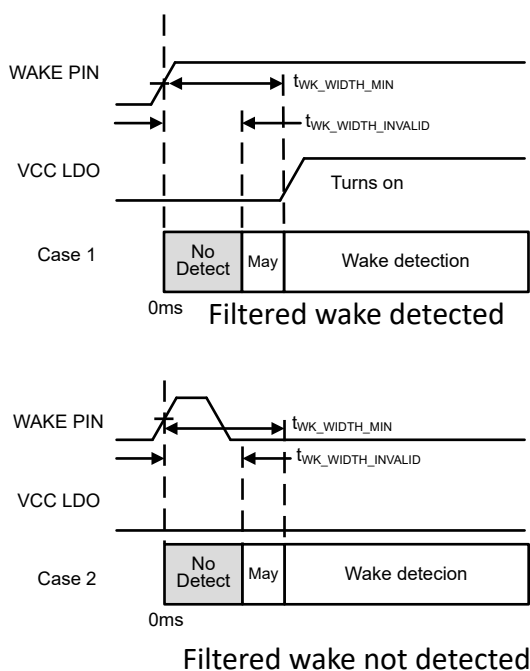 WAKE PIN
tWK_WIDTH_MIN
tWK_WIDTH_INVALID
VCC LDO
Turns on
Case 1
No
Detect
May
Wake detection
0ms
Filtered wake detected
WAKE PIN
tWK_WIDTH_MIN
tWK_WIDTH_INVALID
VCC LDO
Case 2
No
Detect
May
Wake detecion
0ms
Filtered wake not detected